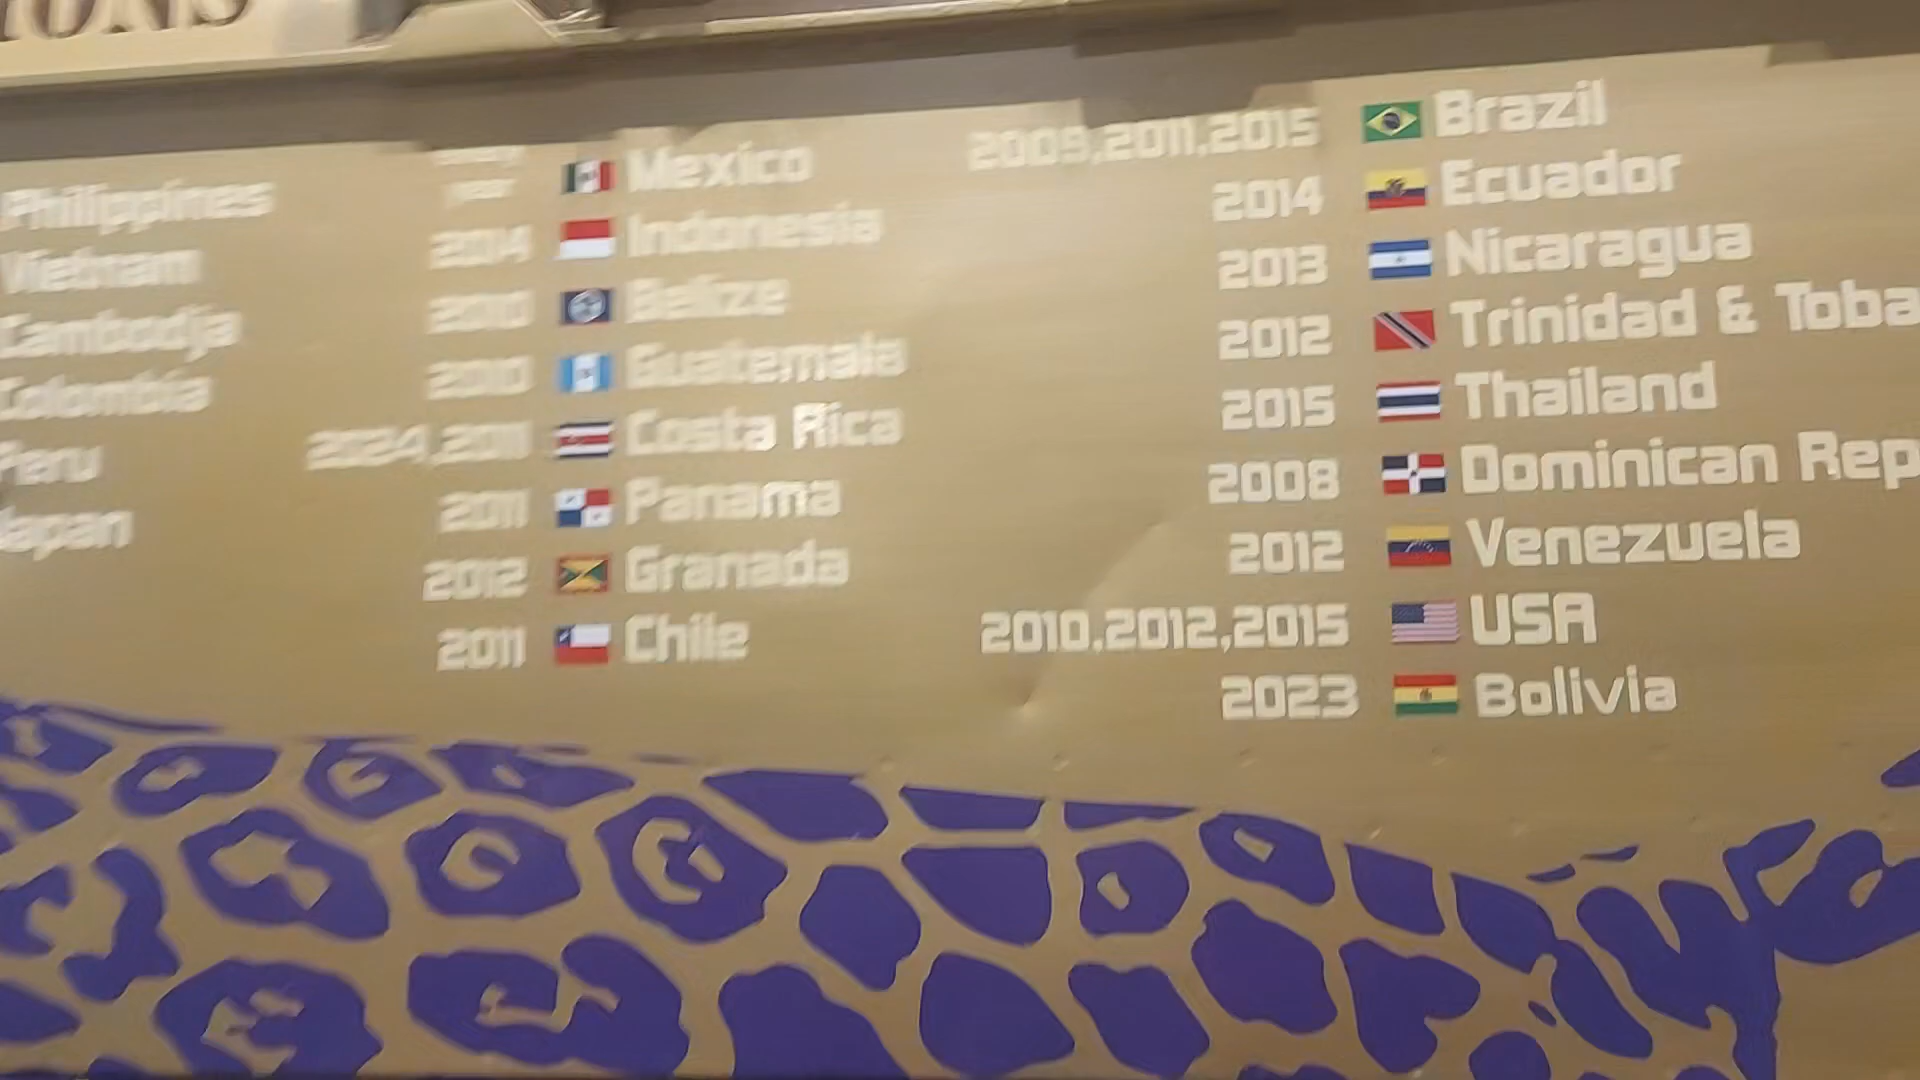 Philippines
Vietnam
Cambodja
Colombia
Peru
Japan
year Mexico
2014 Indonesia
2010 Belize
2010 Guatemala
2024,2011 Costa Rica
2011 Panama
2012 Granada
2011 Chile
2009,2011,2015 Brazil
2014 Ecuador
2013 Nicaragua
2012 Trinidad & Toba
2015 Thailand
2008 Dominican Rep
2012 Venezuela
2010,2012,2015 USA
2023 Bolivia